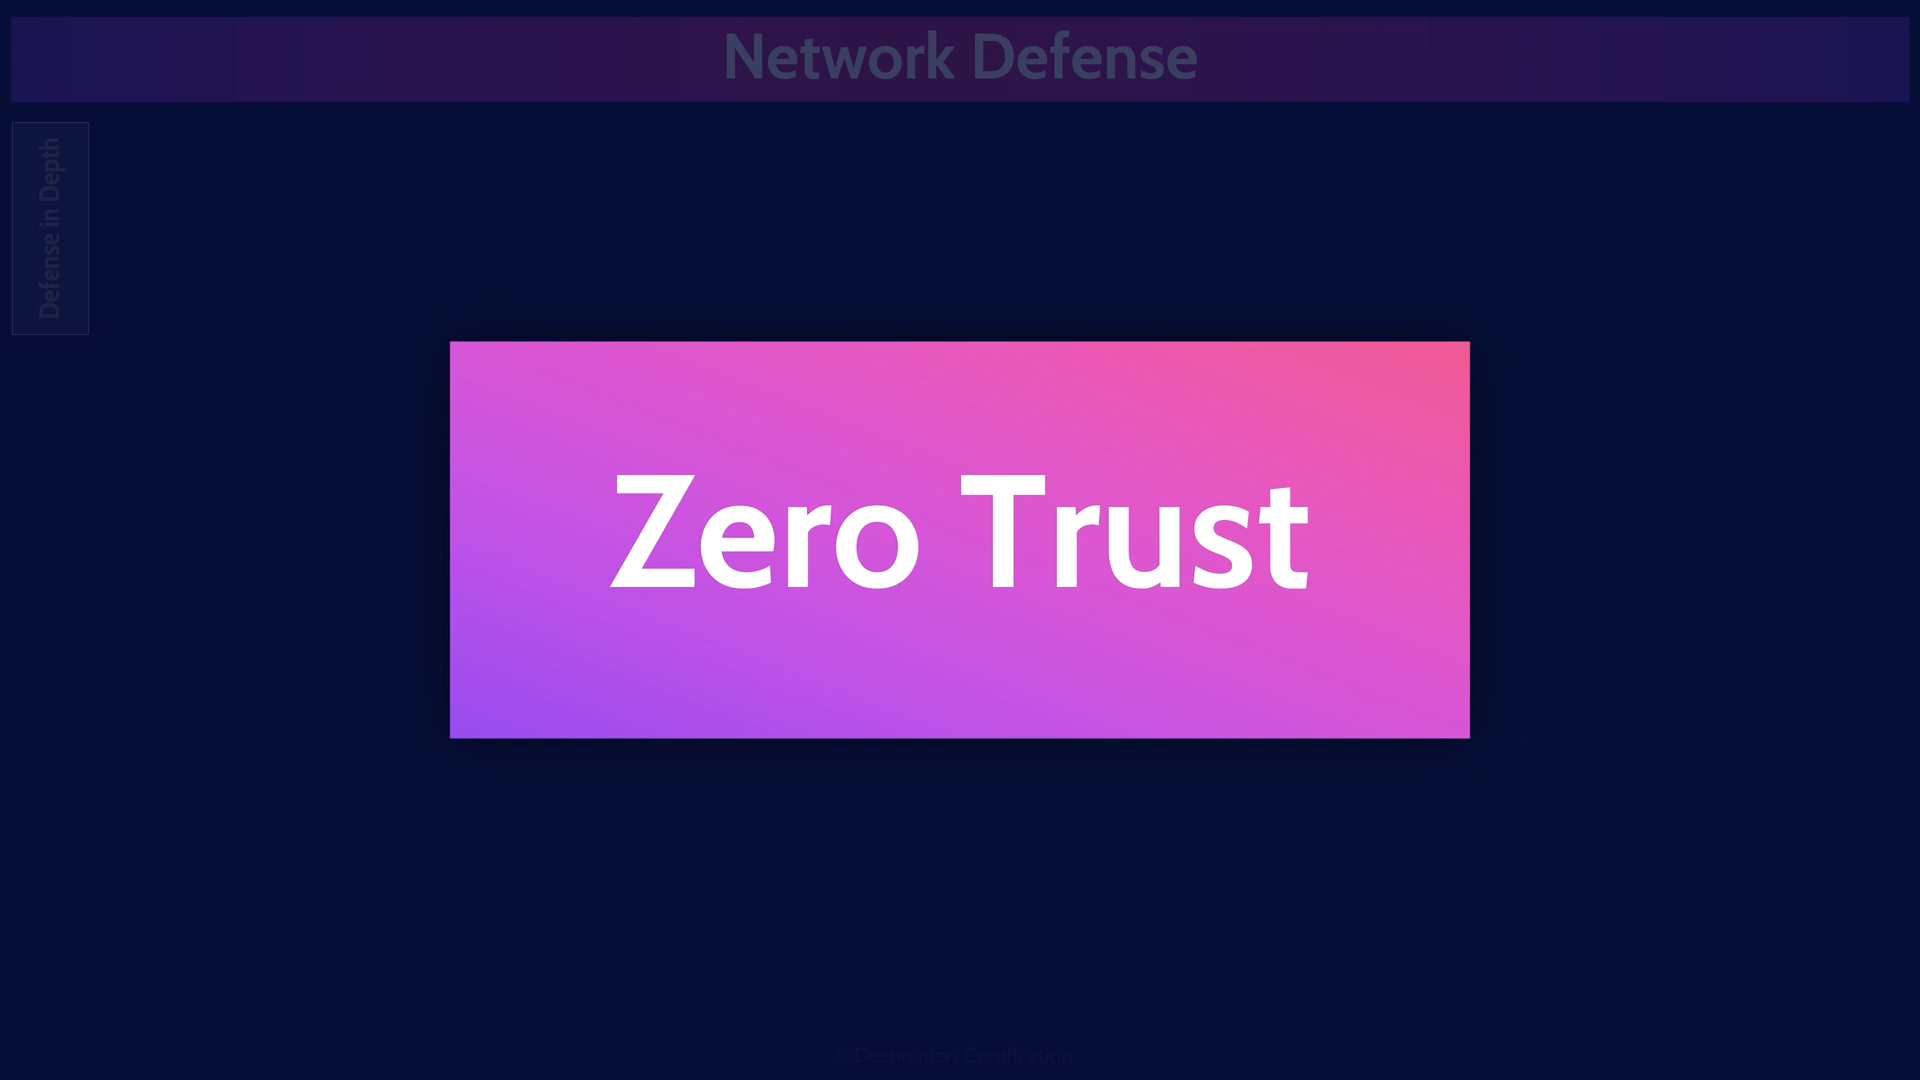 Network Defense
Defense in Depth
Zero Trust
© Destination Certification